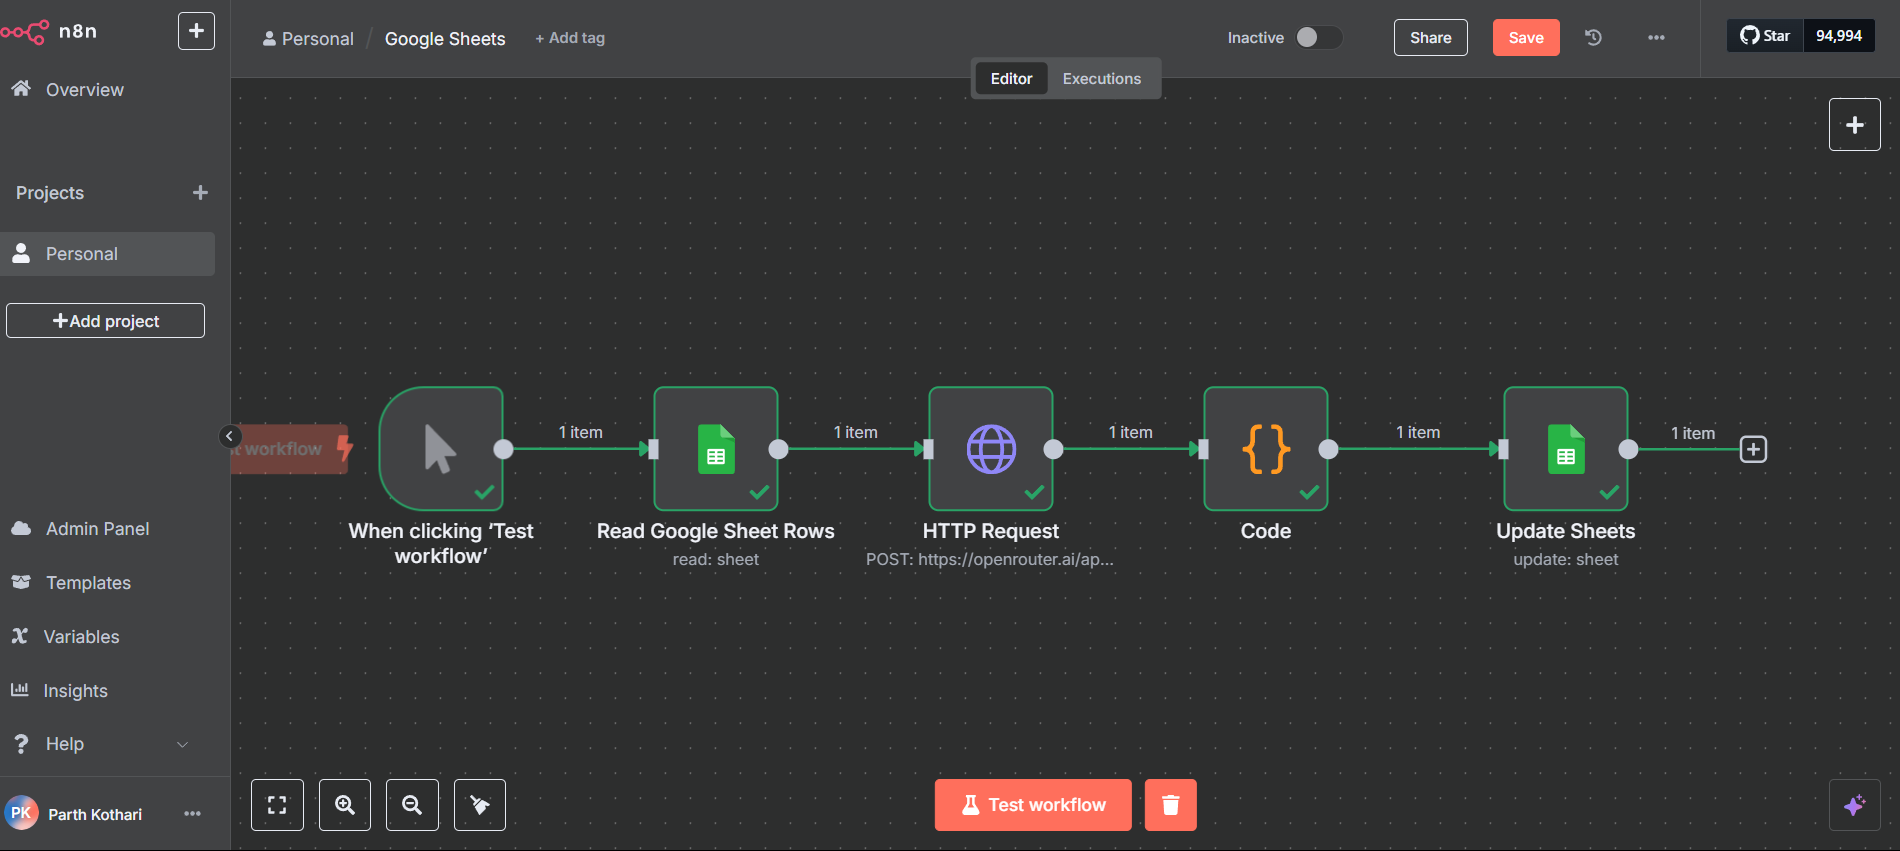 n8n
Personal / Google Sheets + Add tag
Inactive
Share
Save
Star 94,994
Editor Executions
Overview
Projects
Personal
Add project
Admin Panel
Templates
Variables
Insights
Help
PK Parth Kothari
workflow
1 item
1 item
1 item
1 item
1 item
When clicking ‘Test
workflow’
Read Google Sheet Rows
read: sheet
HTTP Request
POST: https://openrouter.ai/ap...
{}
Code
Update Sheets
update: sheet
Test workflow